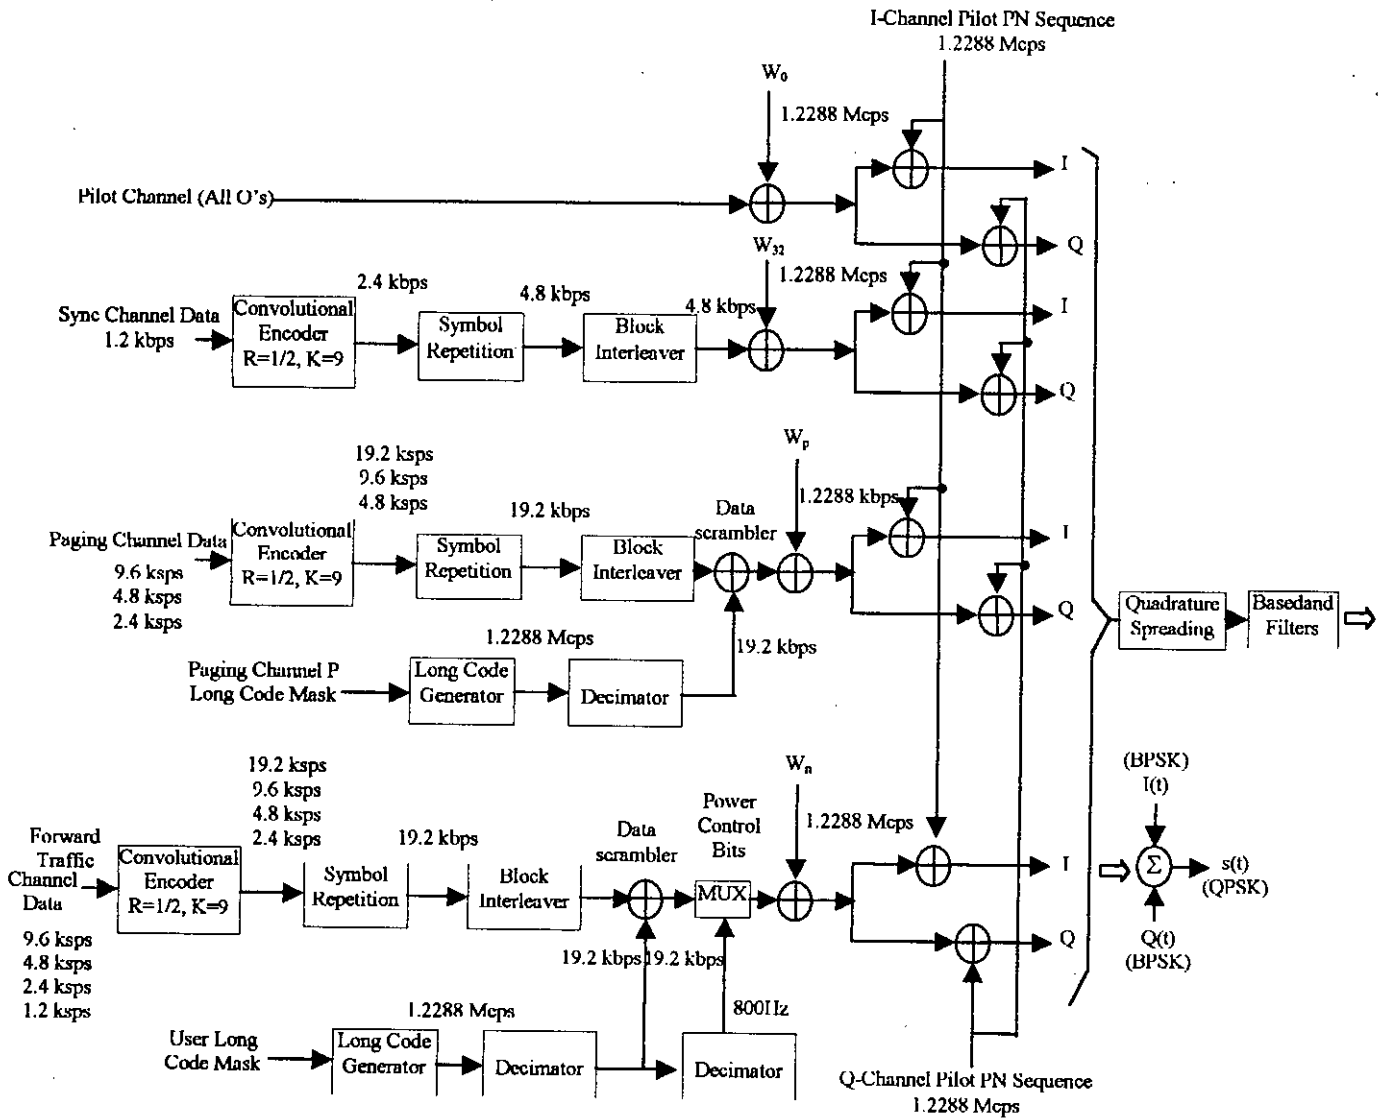 I-Channel Pilot PN Sequence
1.2288 Mcps
W₀
1.2288 Mcps
I
Pilot Channel (All O's)
Q
W₃₂
1.2288 Mcps
2.4 kbps
4.8 kbps
4.8 kbps
I
Sync Channel Data
1.2 kbps
Convolutional
Encoder
R=1/2, K=9
Symbol
Repetition
Block
Interleaver
Q
19.2 ksps
9.6 ksps
4.8 ksps
Wₚ
19.2 kbps
Data
scrambler
1.2288 kbps
I
Paging Channel Data
9.6 ksps
4.8 ksps
2.4 ksps
Convolutional
Encoder
R=1/2, K=9
Symbol
Repetition
Block
Interleaver
Q
Quadrature
Spreading
Basedand
Filters
1.2288 Mcps
19.2 kbps
Paging Channel P
Long Code Mask
Long Code
Generator
Decimator
19.2 ksps
9.6 ksps
4.8 ksps
2.4 ksps
Wₙ
(BPSK)
I(t)
19.2 kbps
Data
scrambler
Power
Control
Bits
1.2288 Mcps
Forward
Traffic
Channel
Data
9.6 ksps
4.8 ksps
2.4 ksps
1.2 ksps
Convolutional
Encoder
R=1/2, K=9
Symbol
Repetition
Block
Interleaver
MUX
I
Σ
s(t)
(QPSK)
Q
Q(t)
(BPSK)
19.2 kbps
19.2 kbps
1.2288 Mcps
800Hz
User Long
Code Mask
Long Code
Generator
Decimator
Decimator
Q-Channel Pilot PN Sequence
1.2288 Mcps